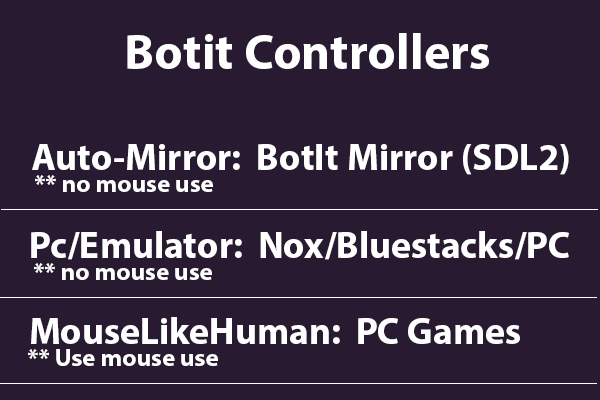 Botit Controllers
Auto-Mirror: BotIt Mirror (SDL2)
** no mouse use
Pc/Emulator: Nox/Bluestacks/PC
** no mouse use
MouseLikeHuman: PC Games
** Use mouse use